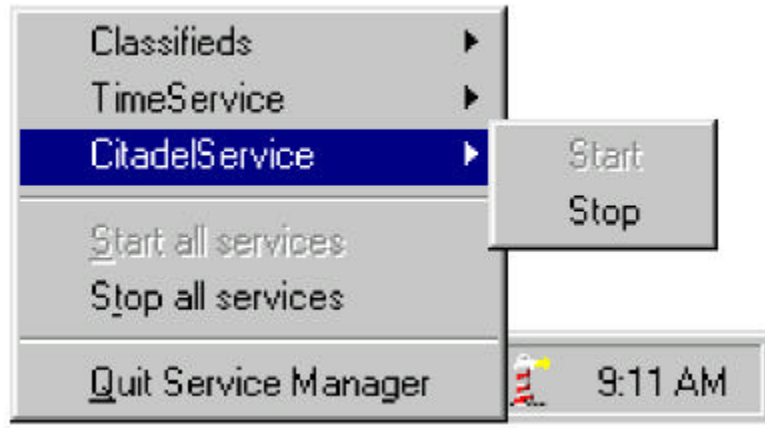 Classifieds
TimeService
CitadelService
Start
Stop
Start all services
Stop all services
Quit Service Manager
9:11 AM